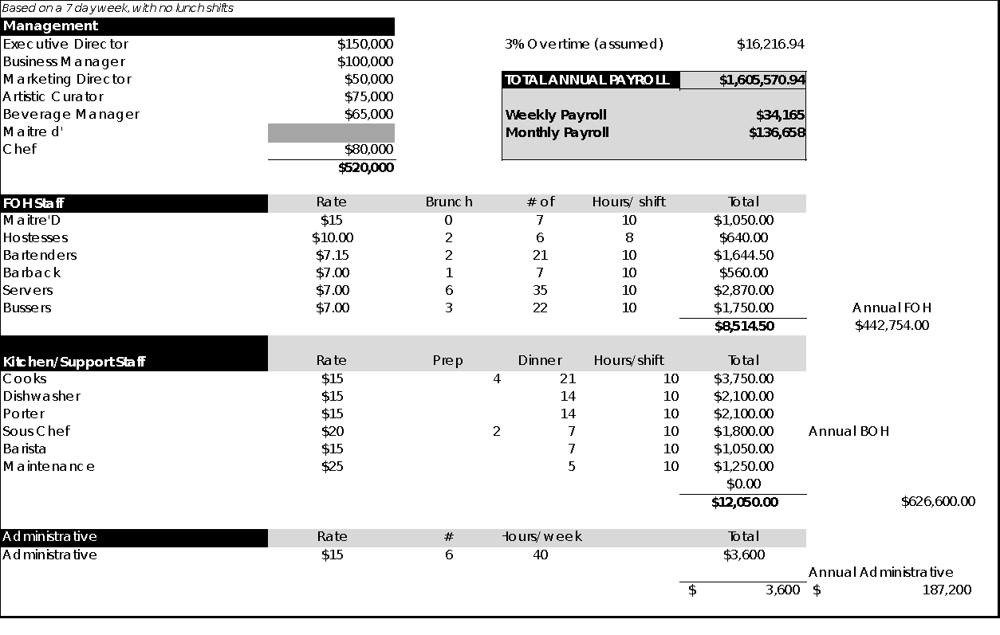 Based on a 7 day week, with no lunch shifts
Management
Executive Director $150,000 3% Overtime (assumed) $16,216.94
Business Manager $100,000
Marketing Director $50,000 TOTAL ANNUAL PAYROLL $1,605,570.94
Artistic Curator $75,000
Beverage Manager $65,000 Weekly Payroll $34,165
Maitre d' Monthly Payroll $136,658
Chef $80,000
$520,000
FOH Staff Rate Brunch # of Hours/ shift Total
Maitre'D $15 0 7 10 $1,050.00
Hostesses $10.00 2 6 8 $640.00
Bartenders $7.15 2 21 10 $1,644.50
Barback $7.00 1 7 10 $560.00
Servers $7.00 6 35 10 $2,870.00
Bussers $7.00 3 22 10 $1,750.00 Annual FOH
$8,514.50 $442,754.00
Kitchen/Support Staff Rate Prep Dinner Hours/shift Total
Cooks $15 4 21 10 $3,750.00
Dishwasher $15 14 10 $2,100.00
Porter $15 14 10 $2,100.00
Sous Chef $20 2 7 10 $1,800.00 Annual BOH
Barista $15 7 10 $1,050.00
Maintenance $25 5 10 $1,250.00
$0.00
$12,050.00 $626,600.00
Administrative Rate # Hours/week Total
Administrative $15 6 40 $3,600
Annual Administrative
$ 3,600 $ 187,200